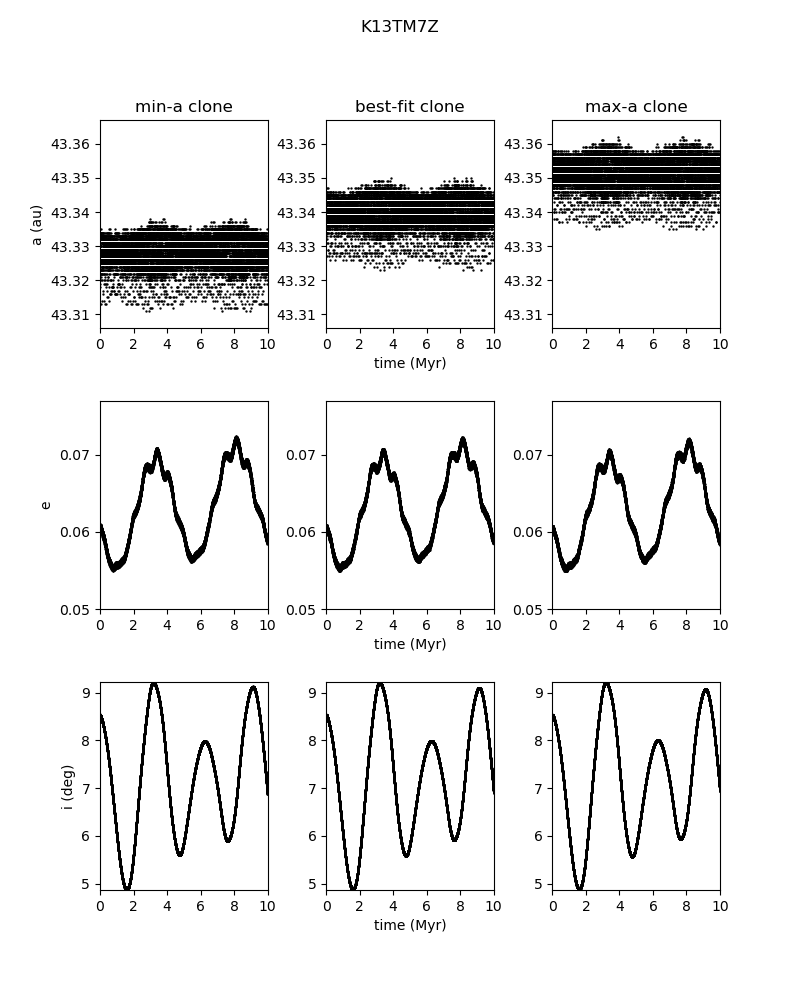 K13TM7Z
min-a clone best-fit clone max-a clone
43.36 43.36 43.36
43.35 43.35 43.35
43.34 43.34 43.34
a (au)
43.33 43.33 43.33
43.32 43.32 43.32
43.31 43.31 43.31
0 2 4 6 8 10 0 2 4 6 8 10 0 2 4 6 8 10
time (Myr) time (Myr)
0.07 0.07 0.07
e
0.06 0.06 0.06
0.05 0.05 0.05
0 2 4 6 8 10 0 2 4 6 8 10 0 2 4 6 8 10
time (Myr)
9 9 9
8 8 8
i (deg)
7 7 7
6 6 6
5 5 5
0 2 4 6 8 10 0 2 4 6 8 10 0 2 4 6 8 10
time (Myr)